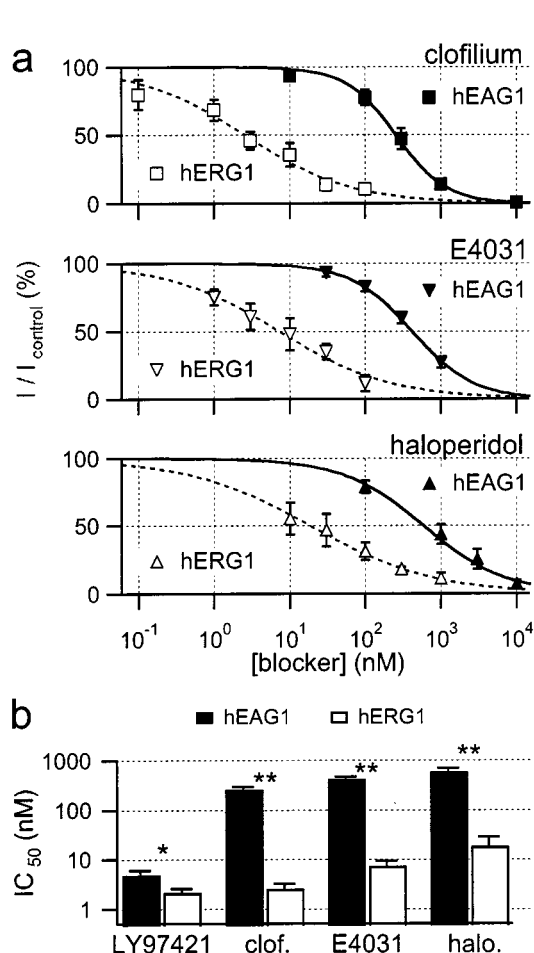 a
clofilium
100
50
0
hEAG1
hERG1
E4031
100
50
0
hEAG1
hERG1
I / I control (%)
haloperidol
100
50
0
hEAG1
hERG1
10⁻¹ 10⁰ 10¹ 10² 10³ 10⁴
[blocker] (nM)
b
hEAG1 hERG1
IC 50 (nM)
1000
100
10
1
*
**
**
**
LY97421 clof. E4031 halo.